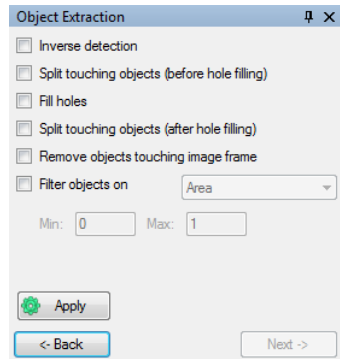 Object Extraction
Inverse detection
Split touching objects (before hole filling)
Fill holes
Split touching objects (after hole filling)
Remove objects touching image frame
Filter objects on Area
Min: 0 Max: 1
Apply
<- Back Next ->